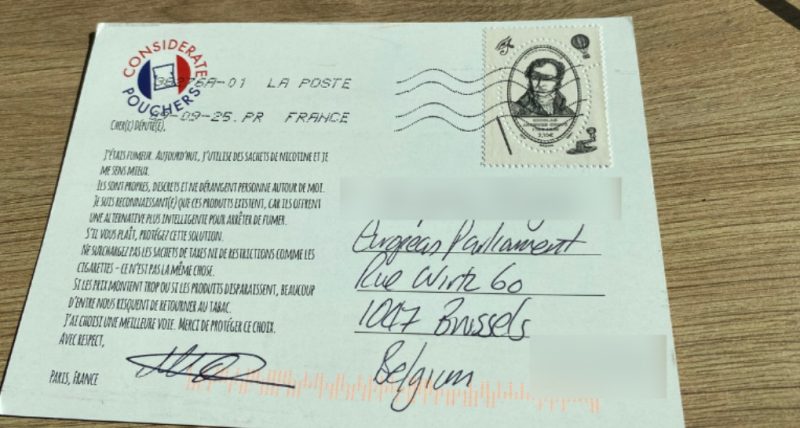 CONSIDERATE
POUCHERS
36376A-01 LA POSTE
-09-25.PR FRANCE
CHER(E) DÉPUTÉ(E),
J'ÉTAIS FUMEUR. AUJOURD'HUI, J'UTILISE DES SACHETS DE NICOTINE ET JE
ME SENS MIEUX.
ILS SONT PROPRES, DISCRETS ET NE DÉRANGENT PERSONNE AUTOUR DE MOI.
JE SUIS RECONNAISSANT(E) QUE CES PRODUITS EXISTENT, CAR ILS OFFRENT
UNE ALTERNATIVE PLUS INTELLIGENTE POUR ARRÊTER DE FUMER.
S'IL VOUS PLAÎT, PROTÉGEZ CETTE SOLUTION.
NE SURCHARGEZ PAS LES SACHETS DE TAXES NI DE RESTRICTIONS COMME LES
CIGARETTES – CE N'EST PAS LA MÊME CHOSE.
SI LES PRIX MONTENT TROP OU SI LES PRODUITS DISPARAISSENT, BEAUCOUP
D'ENTRE NOUS RISQUENT DE RETOURNER AU TABAC.
J'AI CHOISI UNE MEILLEURE VOIE. MERCI DE PROTÉGER CE CHOIX.
AVEC RESPECT,
PARIS, FRANCE
European Parliament
Rue Wirtz 60
1047 Brussels
Belgium